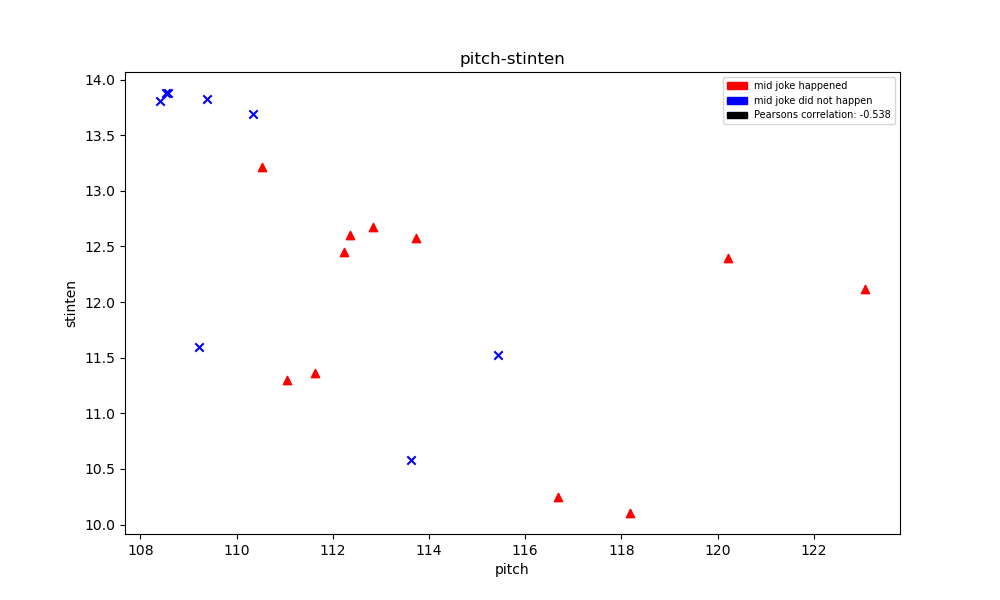 pitch-stinten
mid joke happened
mid joke did not happen
Pearsons correlation: -0.538
14.0
13.5
13.0
12.5
12.0
11.5
11.0
10.5
10.0
stinten
108 110 112 114 116 118 120 122
pitch